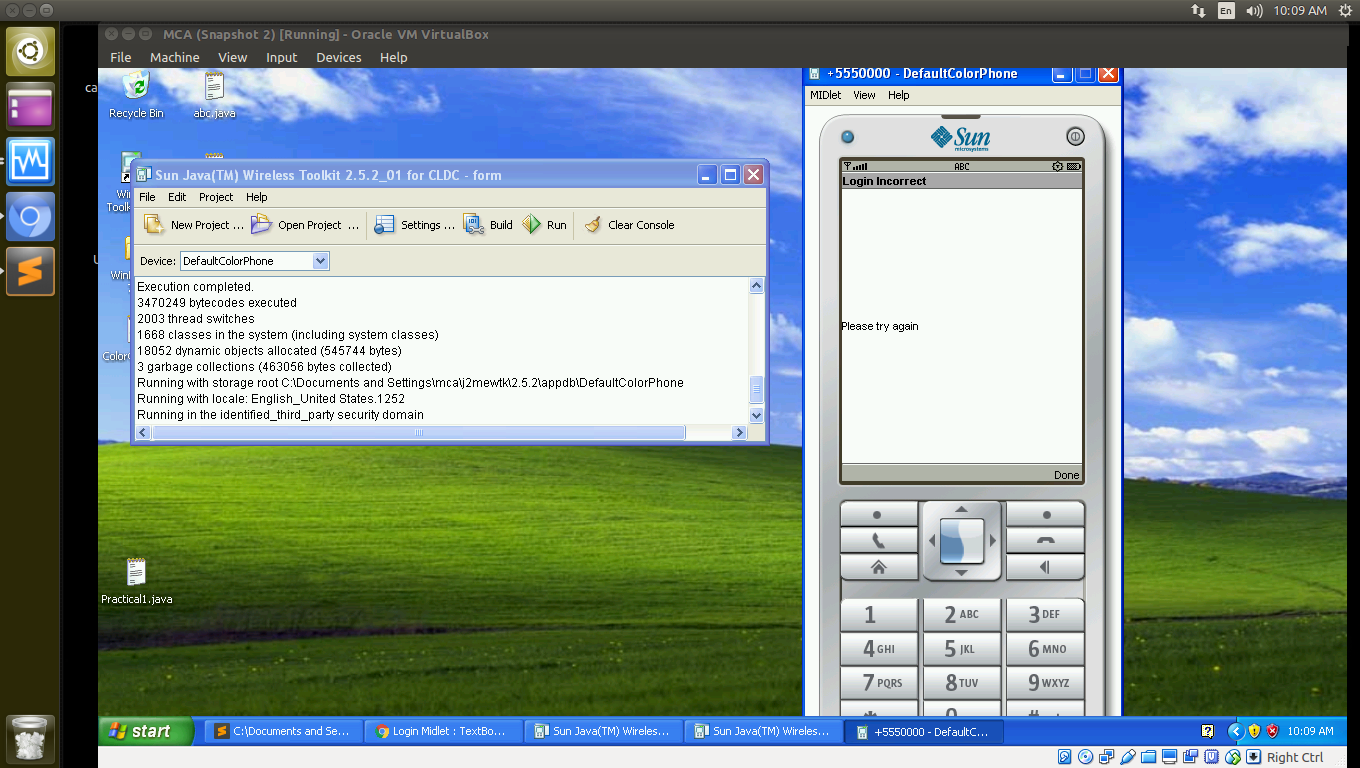 En 10:09 AM
MCA (Snapshot 2) [Running] - Oracle VM VirtualBox
File Machine View Input Devices Help
ca
Recycle Bin
abc.java
+5550000 - DefaultColorPhone
MIDlet View Help
Sun
microsystems
ABC
Login Incorrect
Please try again
Done
1
2 ABC
3 DEF
4 GHI
5 JKL
6 MNO
7 PQRS
8 TUV
9 WXYZ
Sun Java(TM) Wireless Toolkit 2.5.2_01 for CLDC - form
File Edit Project Help
New Project ... Open Project ... Settings ... Build Run Clear Console
Device: DefaultColorPhone
Execution completed.
3470249 bytecodes executed
2003 thread switches
1668 classes in the system (including system classes)
18052 dynamic objects allocated (545744 bytes)
3 garbage collections (463056 bytes collected)
Running with storage root C:\Documents and Settings\mca\j2mewtk\2.5.2\appdb\DefaultColorPhone
Running with locale: English_United States.1252
Running in the identified_third_party security domain
Practical1.java
start C:\Documents and Se... Login Midlet : TextBo... Sun Java(TM) Wireles... Sun Java(TM) Wireles... +5550000 - DefaultC... 10:09 AM
Right Ctrl